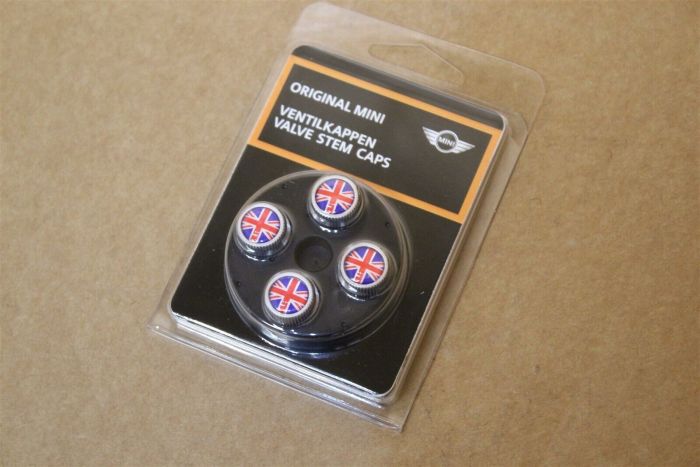 ORIGINAL MINI
VENTILKAPPEN
VALVE STEM CAPS
MINI